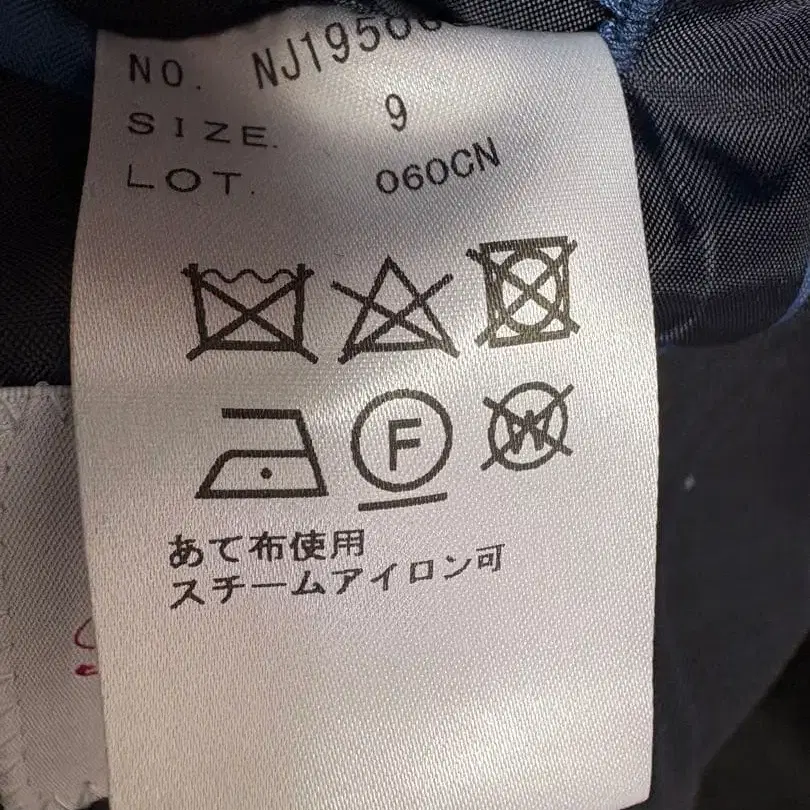 NO. NJ1950
SIZE. 9
LOT. 060CN
F W
あて布使用
スチームアイロン可